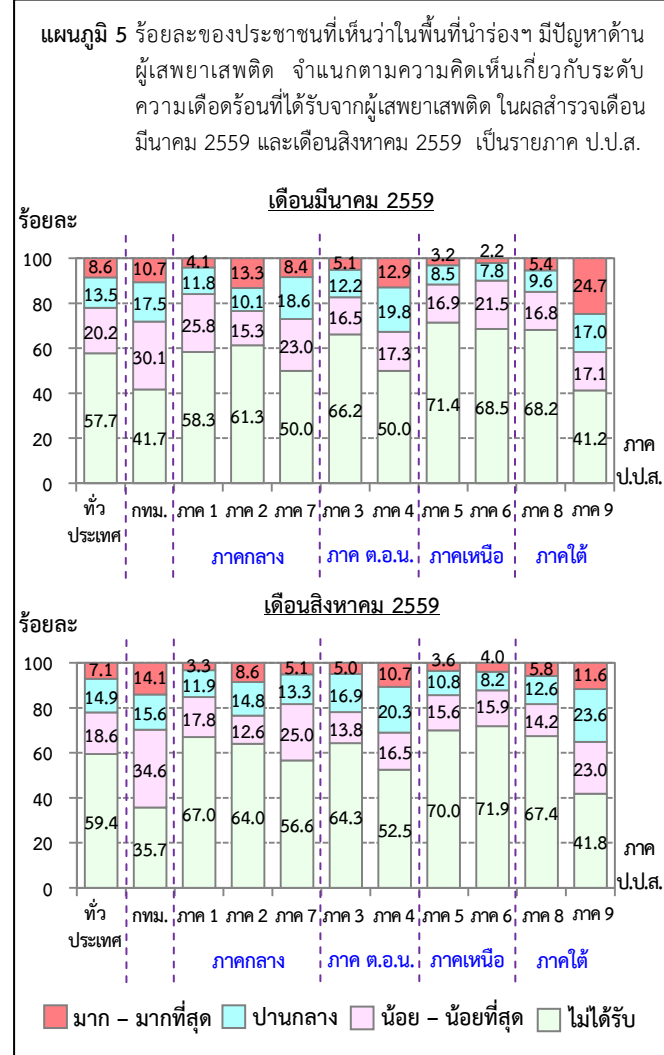 แผนภูมิ 5 ร้อยละของประชาชนที่เห็นว่าในพื้นที่นำร่องฯ มีปัญหาด้าน
ผู้เสพยาเสพติด จำแนกตามความคิดเห็นเกี่ยวกับระดับ
ความเดือดร้อนที่ได้รับจากผู้เสพยาเสพติด ในผลสำรวจเดือน
มีนาคม 2559 และเดือนสิงหาคม 2559 เป็นรายภาค ป.ป.ส.
เดือนมีนาคม 2559
ร้อยละ
100
80
60
40
20
0
8.6 10.7 4.1 13.3 8.4 5.1 12.9 3.2 2.2 5.4 24.7
13.5 17.5 11.8 10.1 18.6 12.2 19.8 8.5 7.8 9.6 17.0
20.2 30.1 25.8 15.3 23.0 16.5 17.3 16.9 21.5 16.8 17.1
57.7 41.7 58.3 61.3 50.0 66.2 50.0 71.4 68.5 68.2 41.2
ภาค
ป.ป.ส.
ทั่ว กทม. ภาค 1 ภาค 2 ภาค 7 ภาค 3 ภาค 4 ภาค 5 ภาค 6 ภาค 8 ภาค 9
ประเทศ
ภาคกลาง ภาค ต.อ.น. ภาคเหนือ ภาคใต้
เดือนสิงหาคม 2559
ร้อยละ
100
80
60
40
20
0
7.1 14.1 3.3 8.6 5.1 5.0 10.7 3.6 4.0 5.8 11.6
14.9 15.6 11.9 14.8 13.3 16.9 20.3 10.8 8.2 12.6 23.6
18.6 34.6 17.8 12.6 25.0 13.8 16.5 15.6 15.9 14.2 23.0
59.4 35.7 67.0 64.0 56.6 64.3 52.5 70.0 71.9 67.4 41.8
ภาค
ป.ป.ส.
ทั่ว กทม. ภาค 1 ภาค 2 ภาค 7 ภาค 3 ภาค 4 ภาค 5 ภาค 6 ภาค 8 ภาค 9
ประเทศ
ภาคกลาง ภาค ต.อ.น. ภาคเหนือ ภาคใต้
มาก – มากที่สุด ปานกลาง น้อย – น้อยที่สุด ไม่ได้รับ